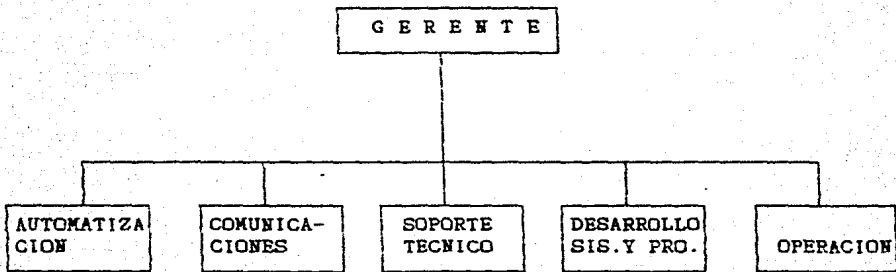 G E R E N T E
AUTOMATIZA
CION
COMUNICA-
CIONES
SOPORTE
TECNICO
DESARROLLO
SIS.Y PRO.
OPERACION